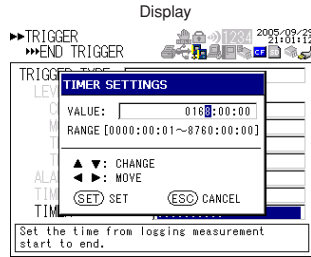 Display
▶▶TRIGGER
1234
2005/09/29
21:01:12
▶▶▶END TRIGGER
CF
TRIGGER TYPE
TIMER SETTINGS
VALUE: 0168:00:00
RANGE [0000:00:01～8760:00:00]
▲ ▼: CHANGE
◀ ▶: MOVE
SET SET ESC CANCEL
Set the time from logging measurement
start to end.